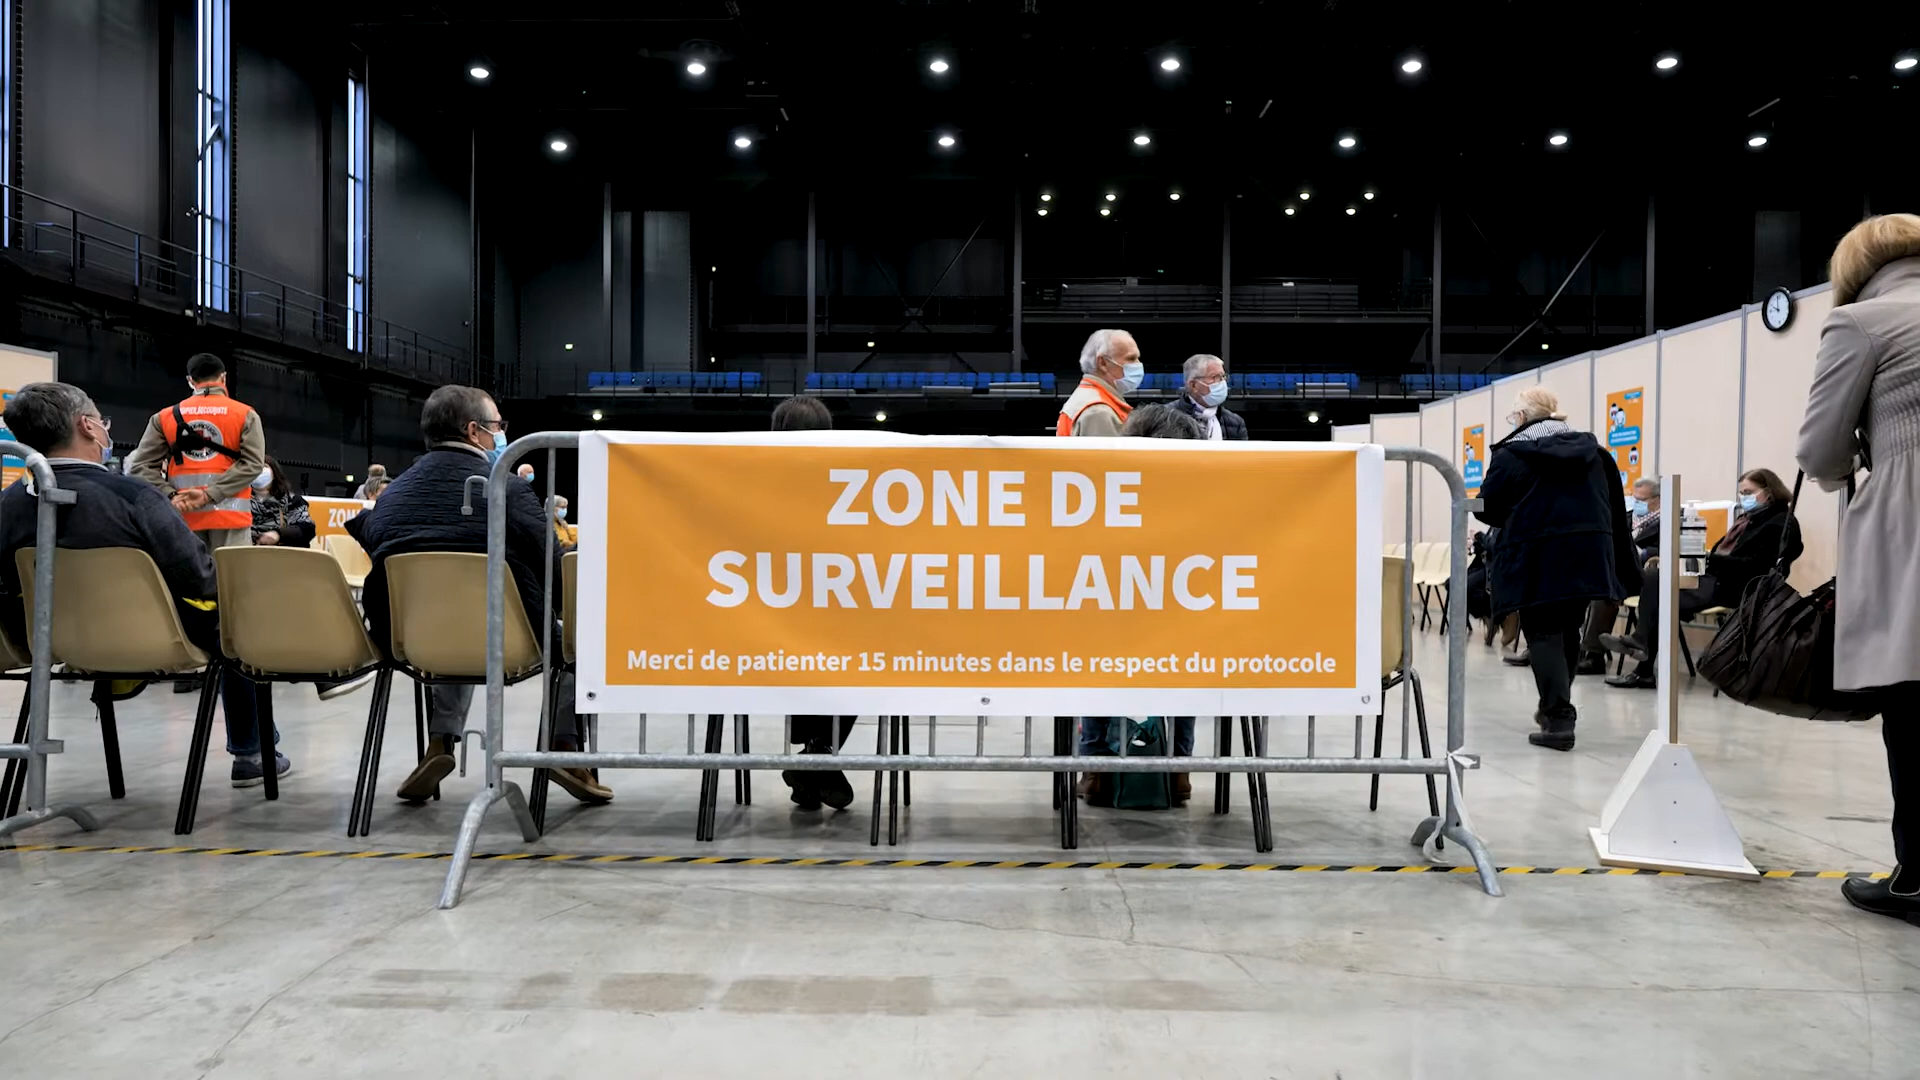 ZONE DE
SURVEILLANCE
Merci de patienter 15 minutes dans le respect du protocole